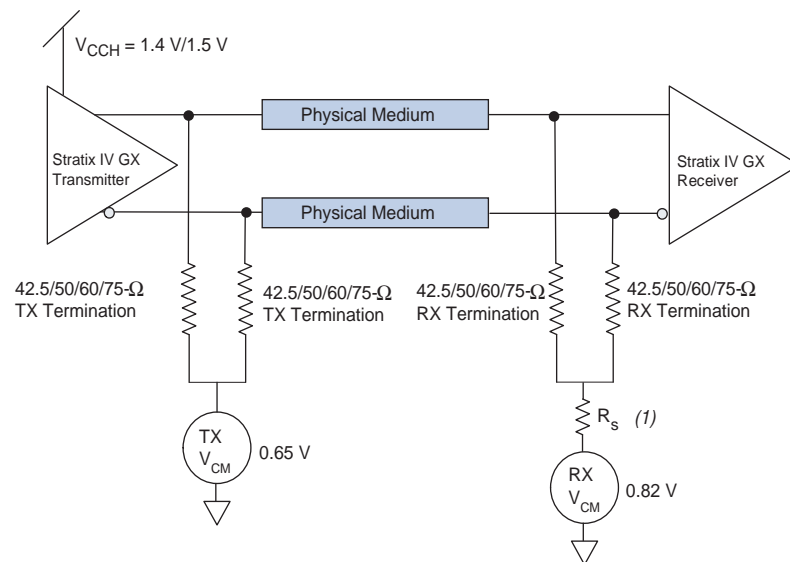 V_CCH = 1.4 V/1.5 V
Physical Medium
Stratix IV GX
Transmitter
Stratix IV GX
Receiver
Physical Medium
42.5/50/60/75-Ω
TX Termination
42.5/50/60/75-Ω
TX Termination
42.5/50/60/75-Ω
RX Termination
42.5/50/60/75-Ω
RX Termination
R_s (1)
TX
V_CM
0.65 V
RX
V_CM
0.82 V